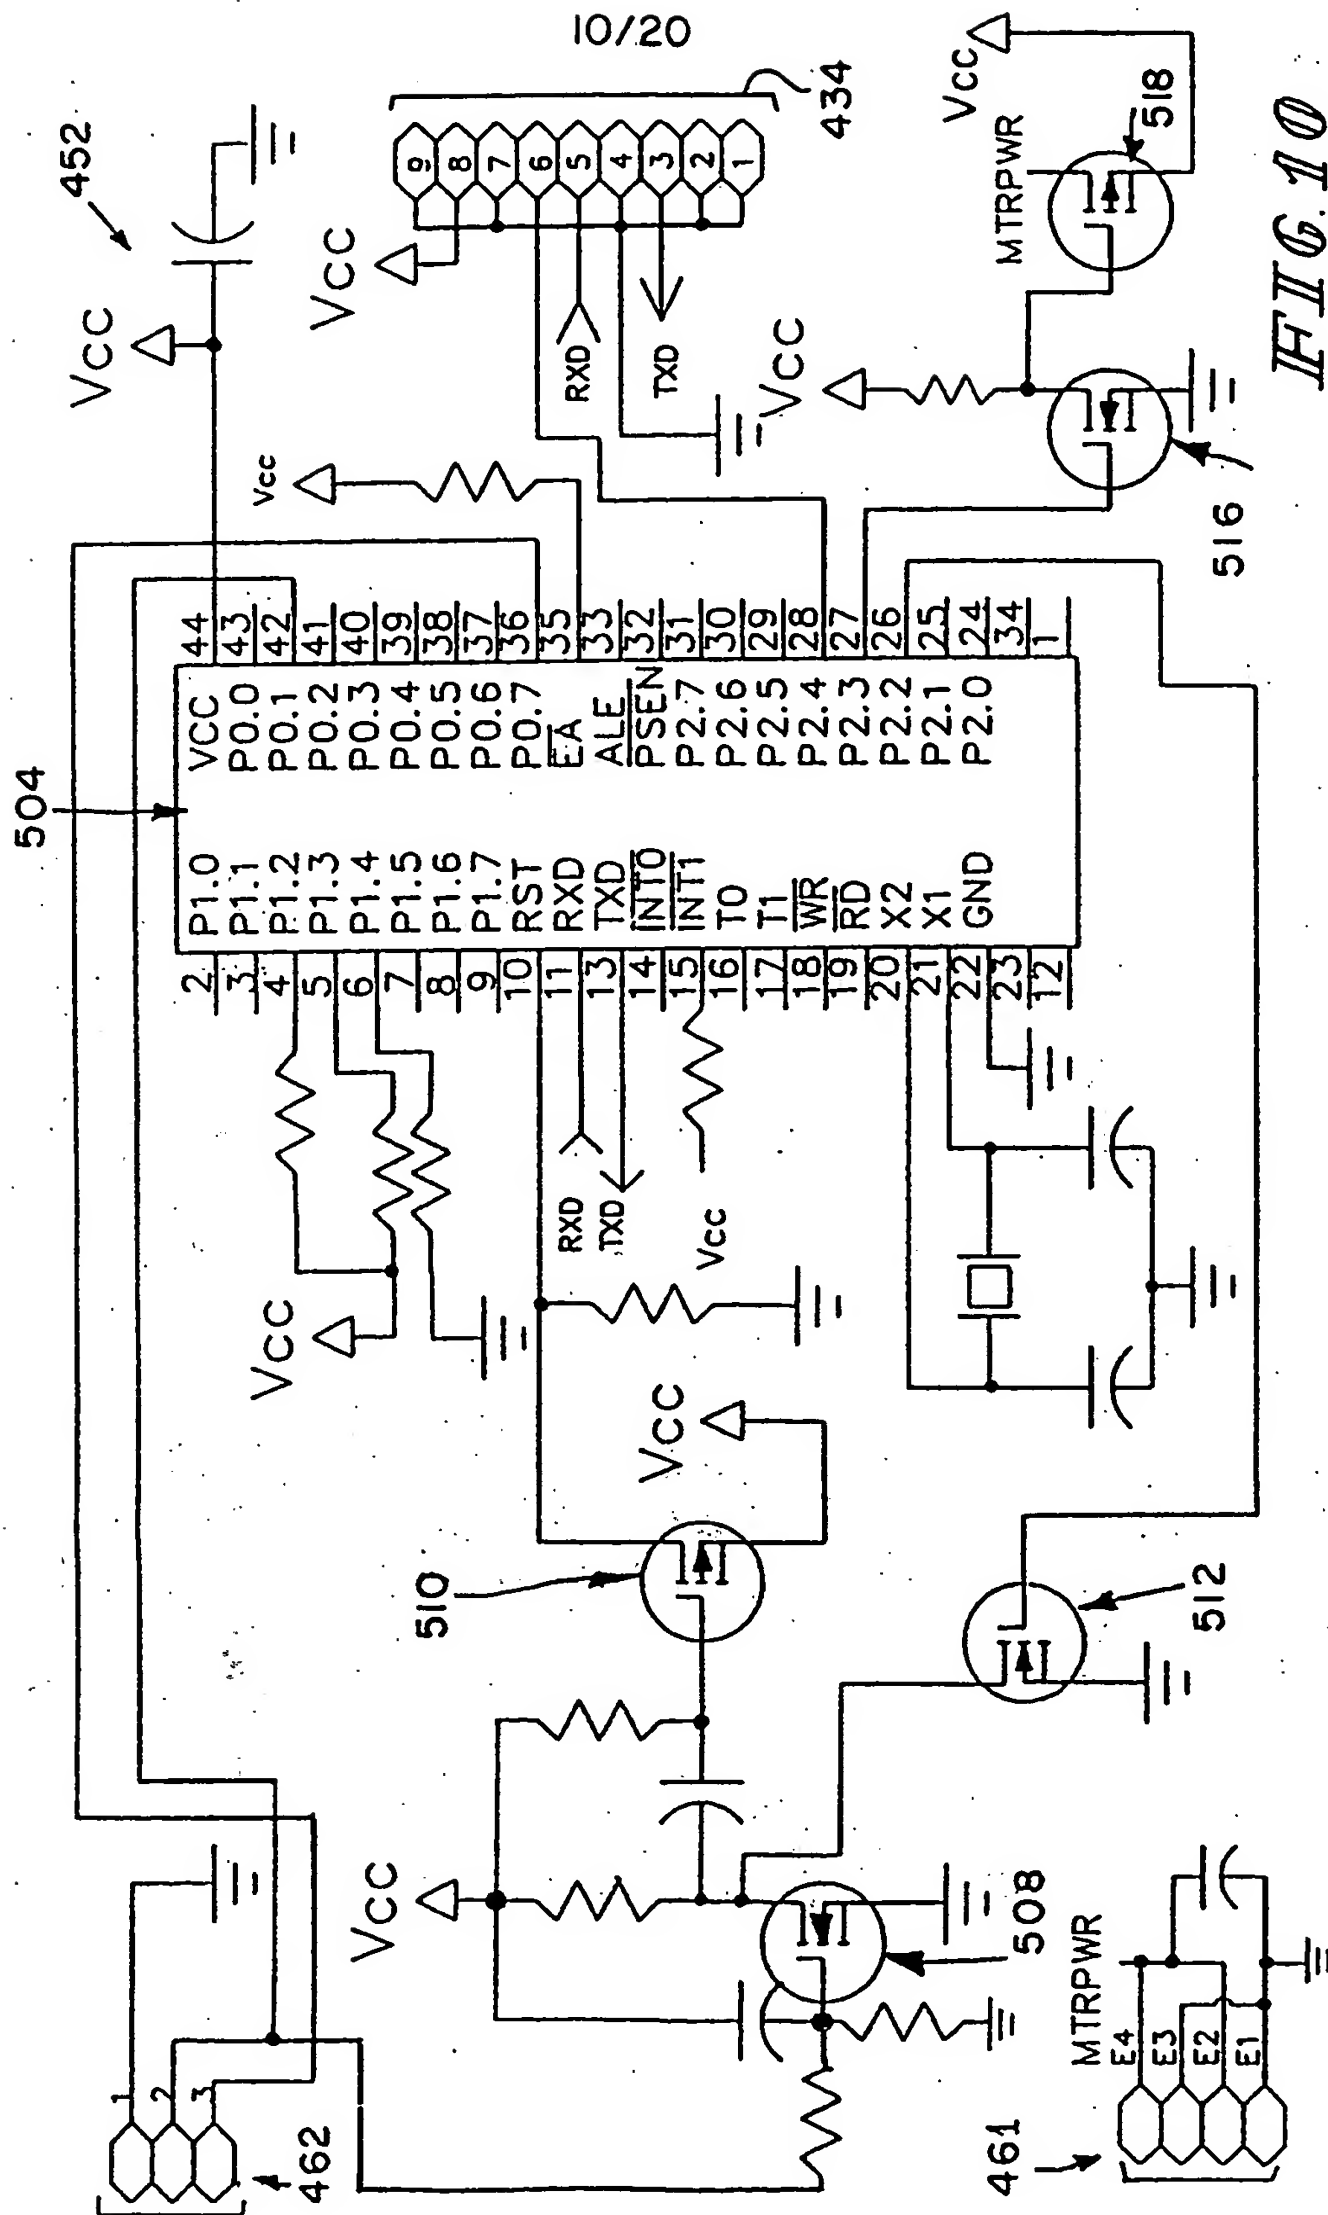 10/20
462
1
2
3
504
452
VCC
VCC
VCC
Vcc
VCC
434
9
8
7
6
5
4
3
2
1
RXD
TXD
2 P1.0
3 P1.1
4 P1.2
5 P1.3
6 P1.4
7 P1.5
8 P1.6
9 P1.7
10 RST
11 RXD
13 TXD
14 INT0
15 INT1
16 T0
17 T1
18 WR
19 RD
20 X2
21 X1
22 GND
23
12
VCC 44
P0.0 43
P0.1 42
P0.2 41
P0.3 40
P0.4 39
P0.5 38
P0.6 37
P0.7 36
EA 35
ALE 33
PSEN 32
P2.7 31
P2.6 30
P2.5 29
P2.4 28
P2.3 27
P2.2 26
P2.1 25
P2.0 24
34
1
RXD
TXD
Vcc
VCC
510
VCC
508
512
461
MTRPWR
E4
E3
E2
E1
VCC
516
MTRPWR
VCC
518
FIG. 10